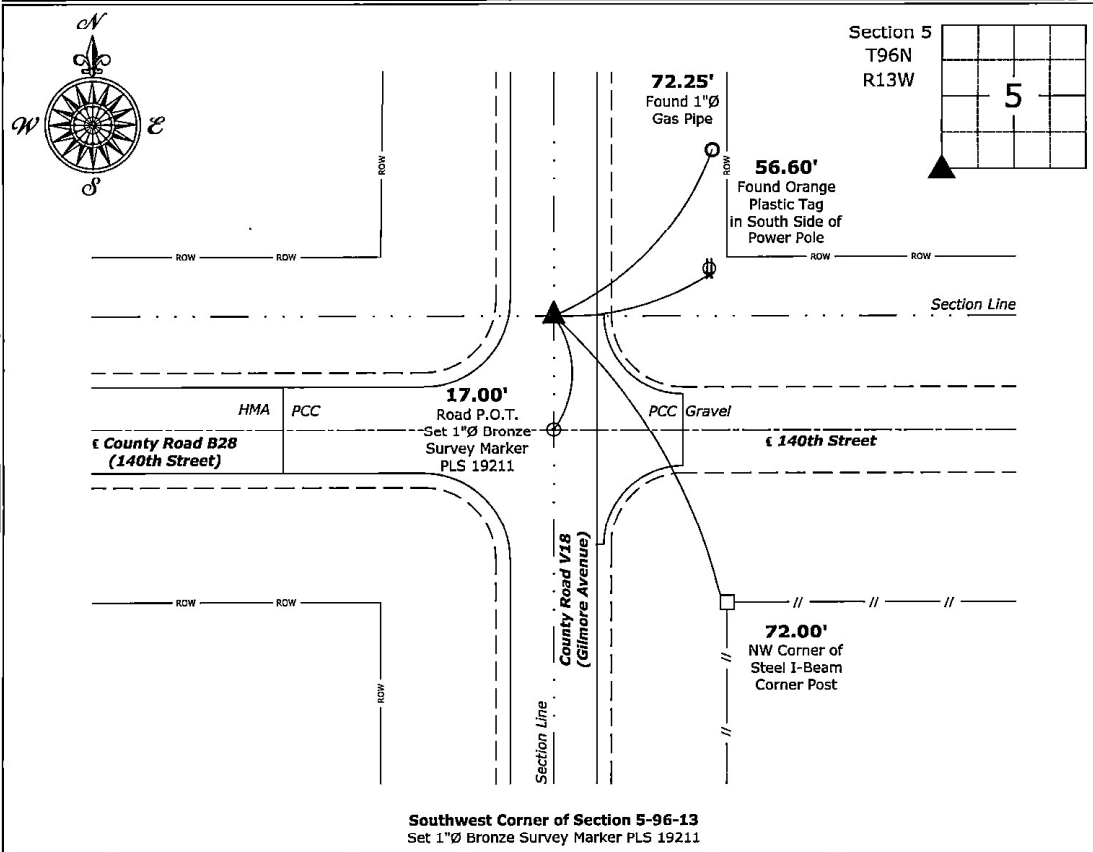 N
W
E
S
Section 5
T96N
R13W
5
72.25'
Found 1"Ø
Gas Pipe
ROW
ROW
56.60'
Found Orange
Plastic Tag
in South Side of
Power Pole
ROW
ROW
ROW
ROW
Section Line
17.00'
Road P.O.T.
Set 1"Ø Bronze
Survey Marker
PLS 19211
HMA
PCC
PCC
Gravel
℄ County Road B28
(140th Street)
℄ 140th Street
County Road V18
(Gilmore Avenue)
ROW
ROW
ROW
72.00'
NW Corner of
Steel I-Beam
Corner Post
Section Line
Southwest Corner of Section 5-96-13
Set 1"Ø Bronze Survey Marker PLS 19211